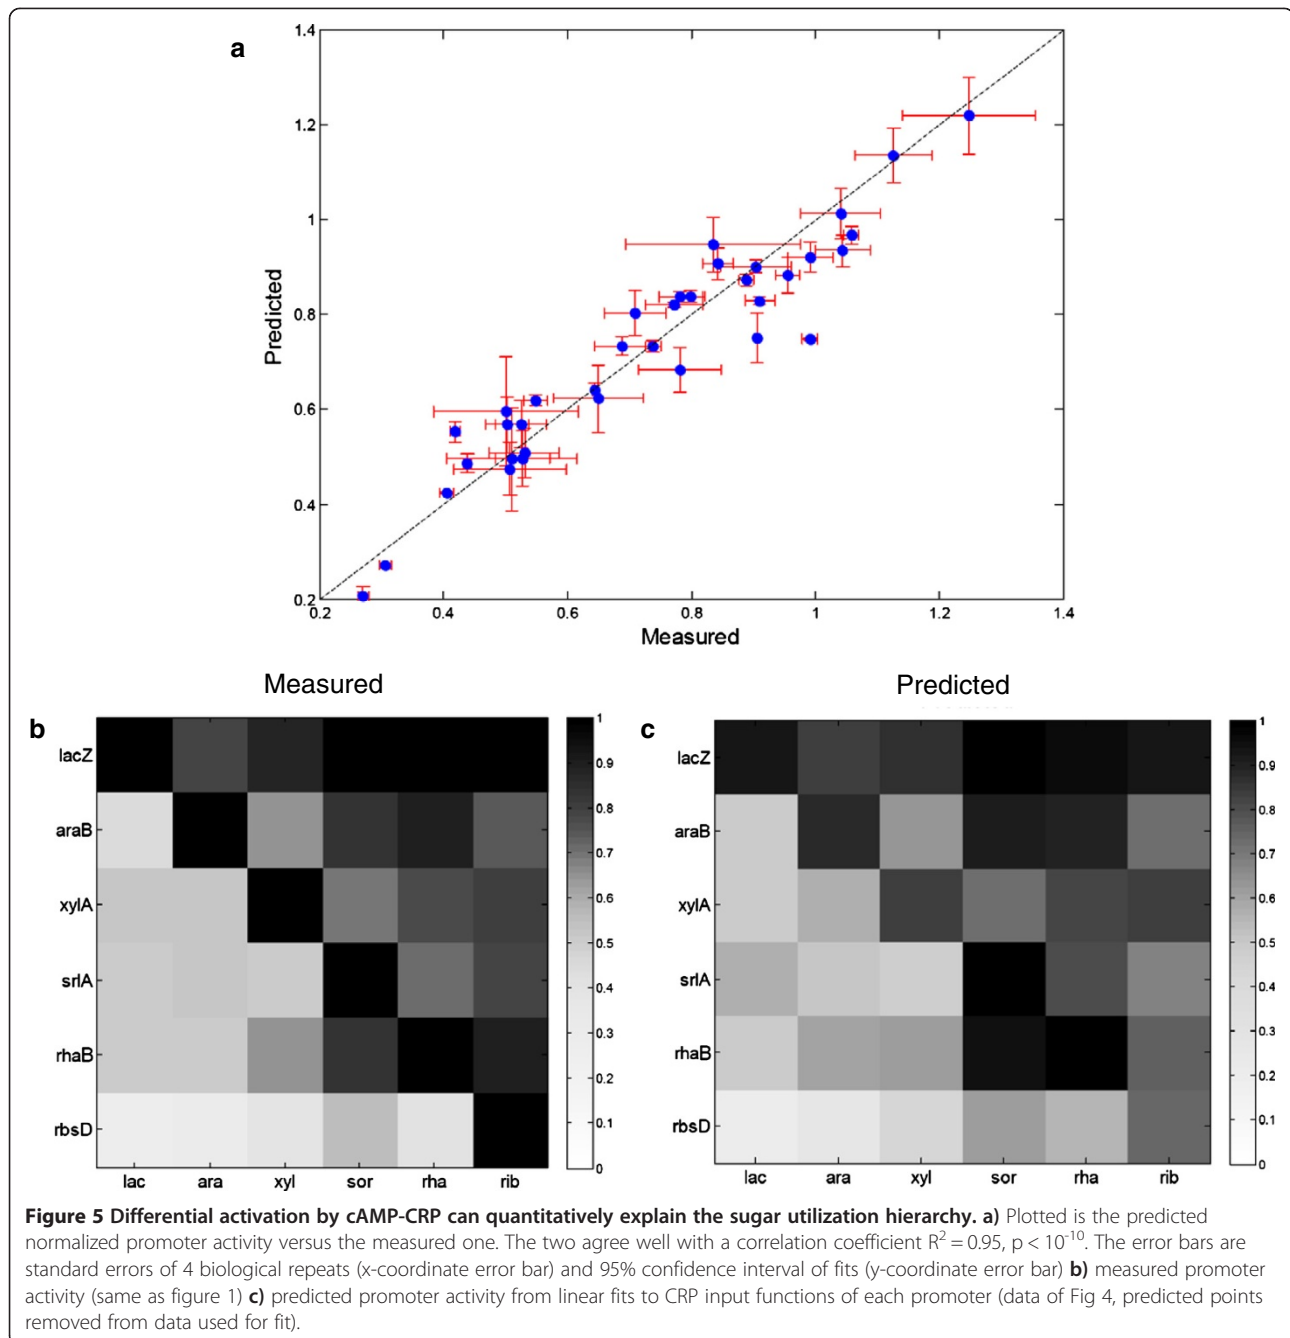 a
1.4
1.2
1
0.8
0.6
0.4
0.2
Predicted
0.2 0.4 0.6 0.8 1 1.2 1.4
Measured
Measured
b
lacZ
araB
xylA
srlA
rhaB
rbsD
lac ara xyl sor rha rib
1
0.9
0.8
0.7
0.6
0.5
0.4
0.3
0.2
0.1
0
Predicted
c
lacZ
araB
xylA
srlA
rhaB
rbsD
lac ara xyl sor rha rib
1
0.9
0.8
0.7
0.6
0.5
0.4
0.3
0.2
0.1
0
Figure 5 Differential activation by cAMP-CRP can quantitatively explain the sugar utilization hierarchy. a) Plotted is the predicted
normalized promoter activity versus the measured one. The two agree well with a correlation coefficient R² = 0.95, p < 10⁻¹⁰. The error bars are
standard errors of 4 biological repeats (x-coordinate error bar) and 95% confidence interval of fits (y-coordinate error bar) b) measured promoter
activity (same as figure 1) c) predicted promoter activity from linear fits to CRP input functions of each promoter (data of Fig 4, predicted points
removed from data used for fit).